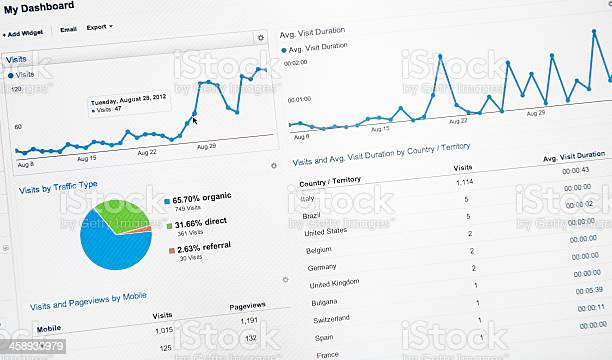 My Dashboard
+ Add Widget Email Export
Visits
Visits
120
60
Tuesday, August 28, 2012
Visits: 47
Aug 8 Aug 15 Aug 22 Aug 29
Avg. Visit Duration
Avg. Visit Duration
00:02:00
00:01:00
Aug 8 Aug 15 Aug 22 Aug 29
Visits by Traffic Type
65.70% organic
749 Visits
31.66% direct
361 Visits
2.63% referral
30 Visits
Visits and Pageviews by Mobile
Mobile Visits Pageviews
No 1,015 1,191
125 132
Visits and Avg. Visit Duration by Country / Territory
Country / Territory Visits Avg. Visit Duration
Italy 1,114 00:00:43
Brazil 5 00:00:02
United States 5 00:00:00
Belgium 2 00:00:00
Germany 2 00:00:00
United Kingdom 2 00:00:00
Bulgaria 1 00:05:39
Switzerland 1 00:00:11
Spain 1 00:00:00
France
iStock
Credit: Getty Images
458930979